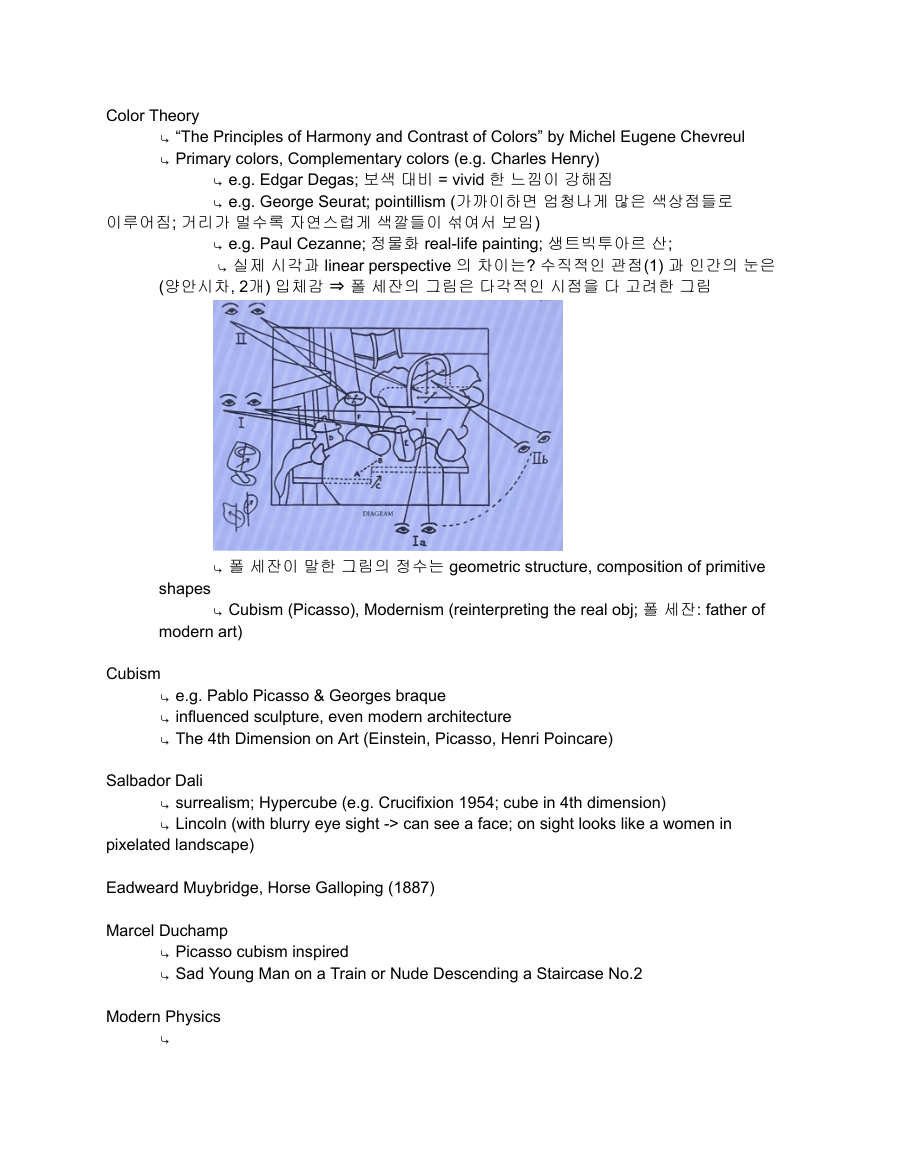 Color Theory
↳ “The Principles of Harmony and Contrast of Colors” by Michel Eugene Chevreul
↳ Primary colors, Complementary colors (e.g. Charles Henry)
↳ e.g. Edgar Degas; 보색 대비 = vivid 한 느낌이 강해짐
↳ e.g. George Seurat; pointillism (가까이하면 엄청나게 많은 색상점들로
이루어짐; 거리가 멀수록 자연스럽게 색깔들이 섞여서 보임)
↳ e.g. Paul Cezanne; 정물화 real-life painting; 생트빅투아르 산;
↳ 실제 시각과 linear perspective 의 차이는? 수직적인 관점(1) 과 인간의 눈은
(양안시차, 2개) 입체감 ⇒ 폴 세잔의 그림은 다각적인 시점을 다 고려한 그림
II
I
F
D
E
B
A
C
IIb
DIAGRAM
Ia
↳ 폴 세잔이 말한 그림의 정수는 geometric structure, composition of primitive
shapes
↳ Cubism (Picasso), Modernism (reinterpreting the real obj; 폴 세잔: father of
modern art)
Cubism
↳ e.g. Pablo Picasso & Georges braque
↳ influenced sculpture, even modern architecture
↳ The 4th Dimension on Art (Einstein, Picasso, Henri Poincare)
Salbador Dali
↳ surrealism; Hypercube (e.g. Crucifixion 1954; cube in 4th dimension)
↳ Lincoln (with blurry eye sight -> can see a face; on sight looks like a women in
pixelated landscape)
Eadweard Muybridge, Horse Galloping (1887)
Marcel Duchamp
↳ Picasso cubism inspired
↳ Sad Young Man on a Train or Nude Descending a Staircase No.2
Modern Physics
↳